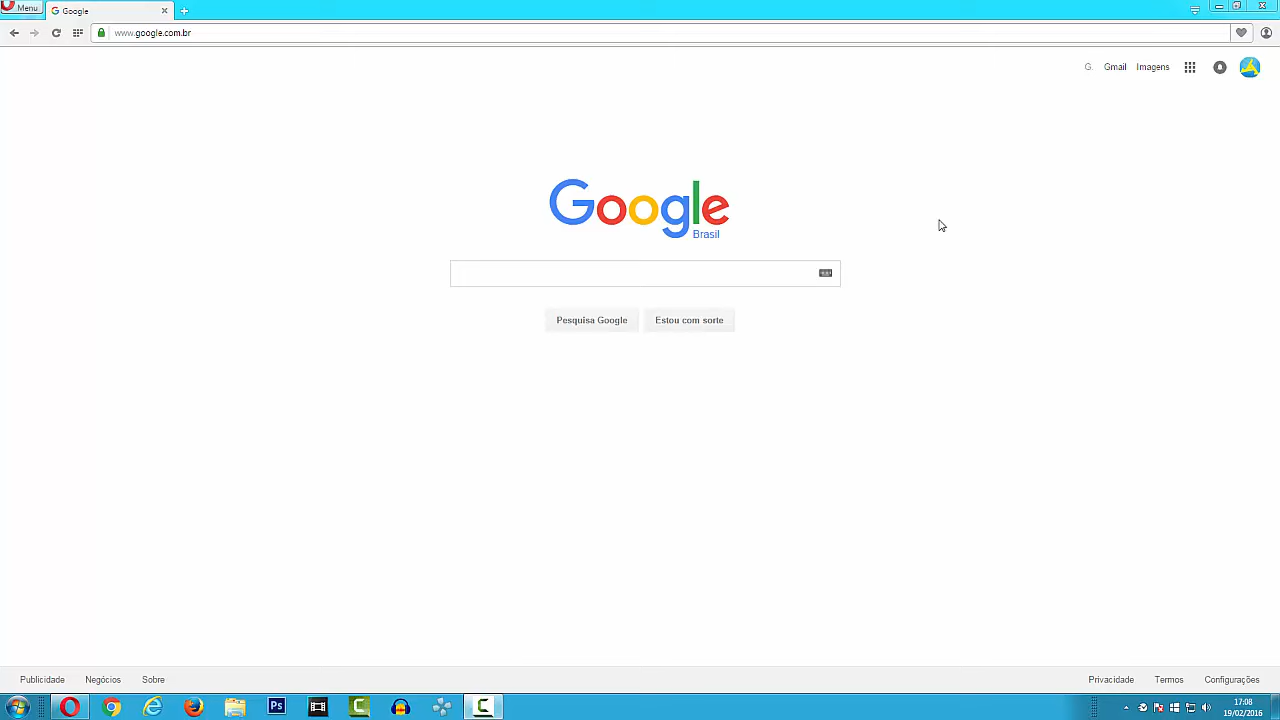 Menu
Google
www.google.com.br
G.
Gmail
Imagens
Google
Brasil
Pesquisa Google
Estou com sorte
Publicidade
Negócios
Sobre
Privacidade
Termos
Configurações
Ps
17:08
19/02/2016